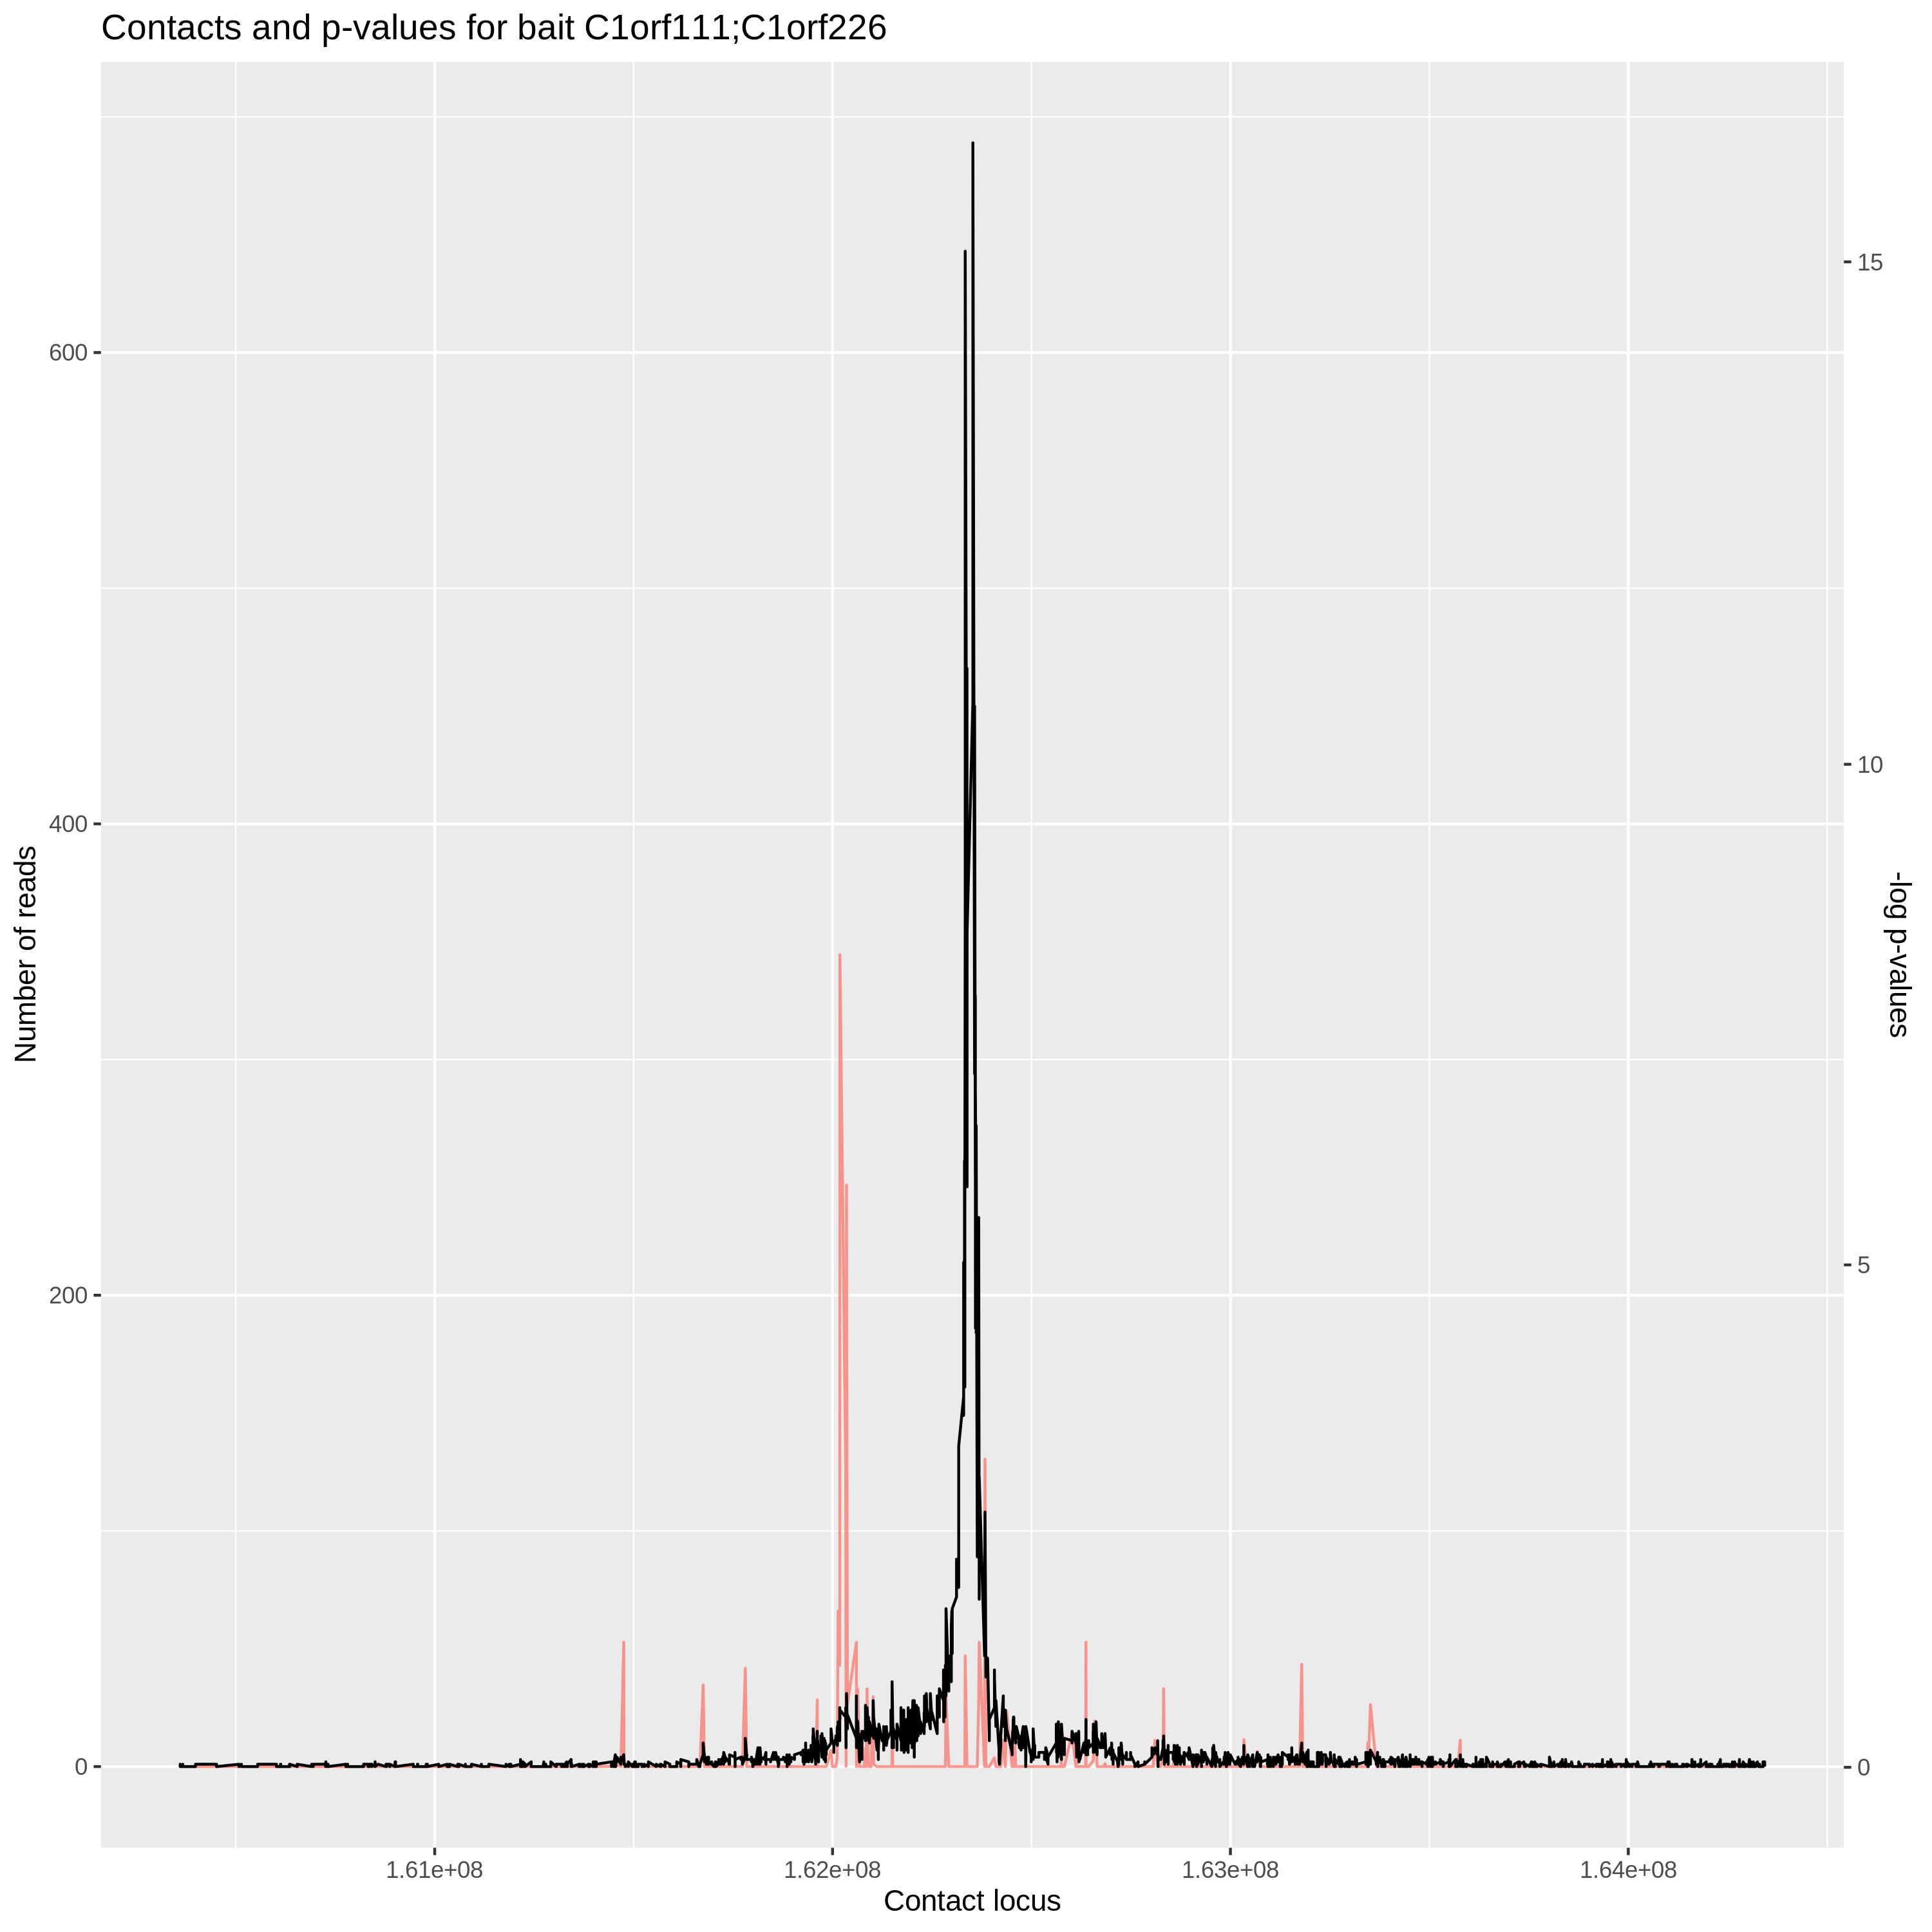 Contacts and p-values for bait C1orf111;C1orf226
Number of reads
600
400
200
0
15
10
5
0
-log p-values
1.61e+08
1.62e+08
1.63e+08
1.64e+08
Contact locus